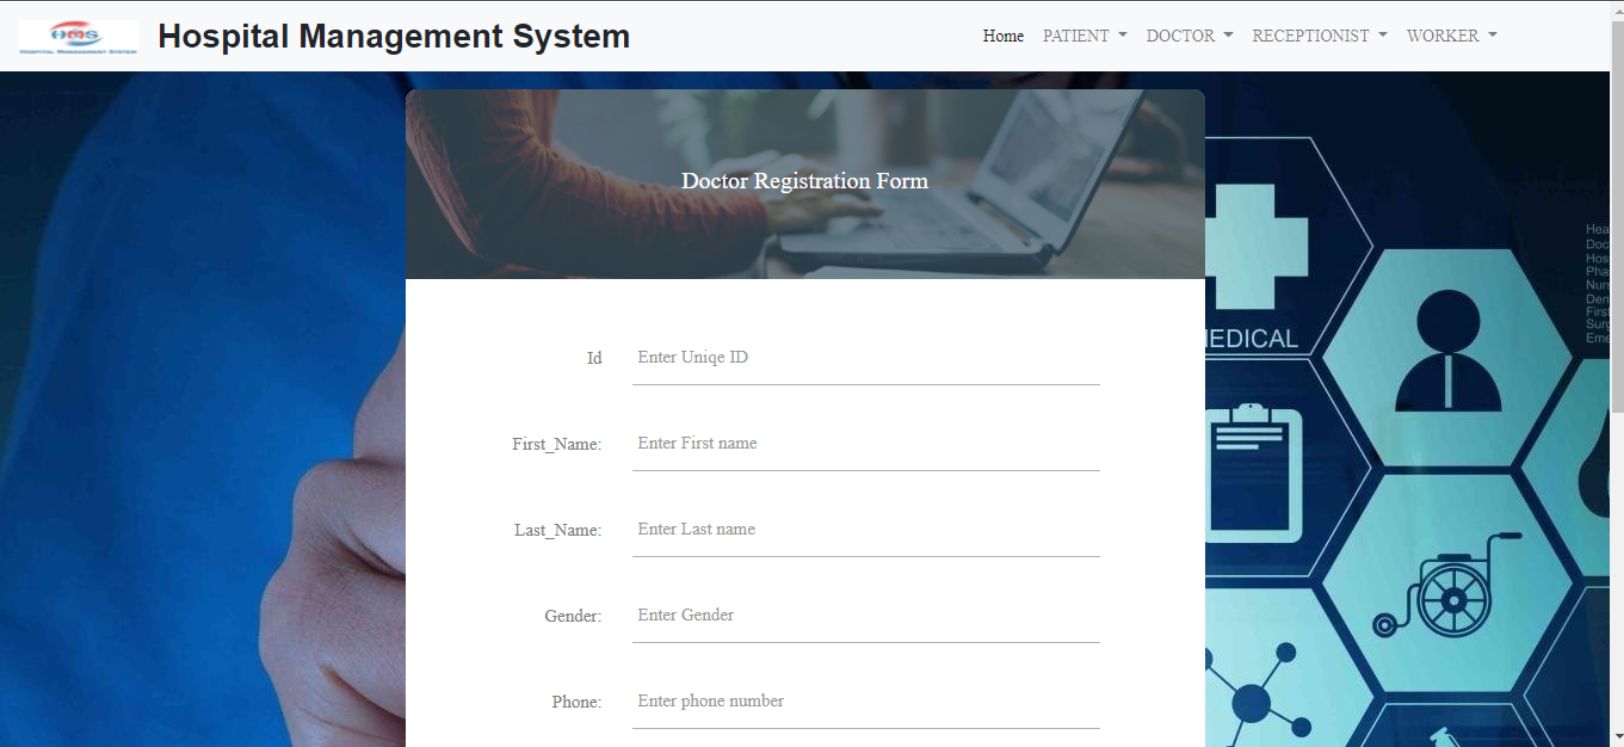 HMS
HOSPITAL MANAGEMENT SYSTEM
Hospital Management System
Home PATIENT DOCTOR RECEPTIONIST WORKER
Doctor Registration Form
Id Enter Uniqe ID
First_Name: Enter First name
Last_Name: Enter Last name
Gender: Enter Gender
Phone: Enter phone number
EDICAL
Hea
Doc
Hos
Pha
Nur
Den
First
Surg
Eme